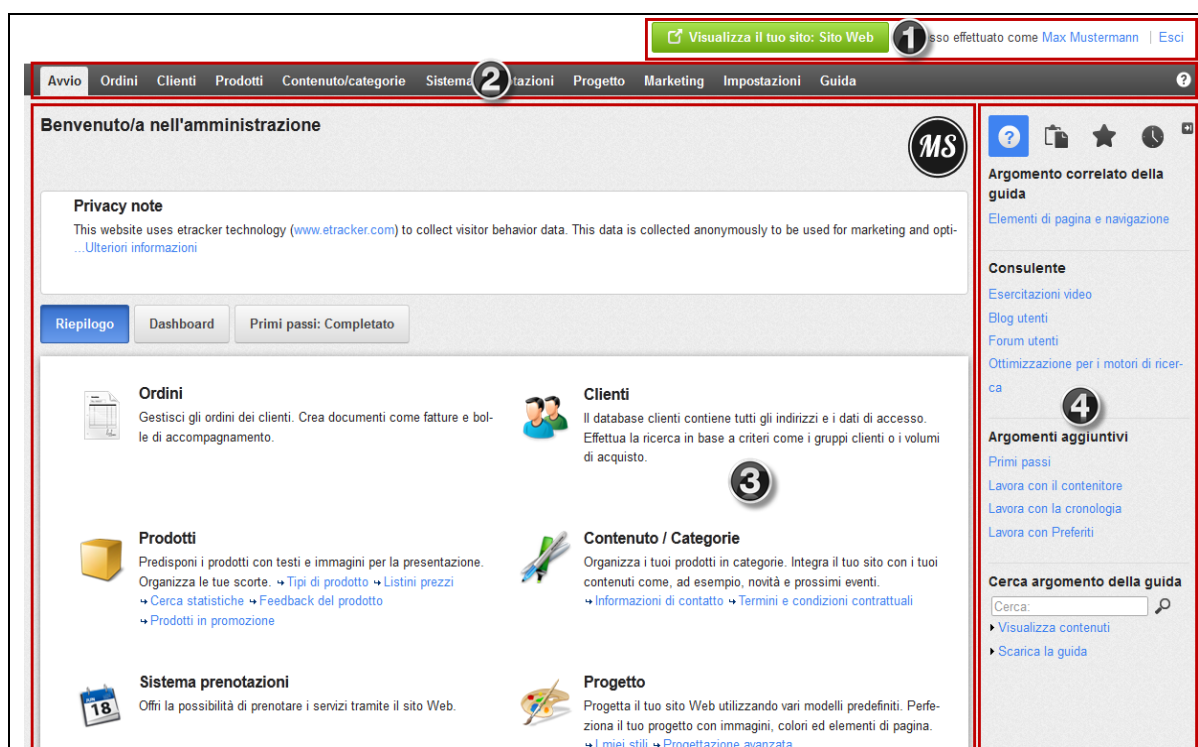 Visualizza il tuo sito: Sito Web
1
sso effettuato come Max Mustermann | Esci
Avvio Ordini Clienti Prodotti Contenuto/categorie Sistema 2 tazioni Progetto Marketing Impostazioni Guida ?
Benvenuto/a nell'amministrazione
MS
Privacy note
This website uses etracker technology (www.etracker.com) to collect visitor behavior data. This data is collected anonymously to be used for marketing and opti-
...Ulteriori informazioni
Riepilogo Dashboard Primi passi: Completato
Ordini
Gestisci gli ordini dei clienti. Crea documenti come fatture e bol-
le di accompagnamento.
Clienti
Il database clienti contiene tutti gli indirizzi e i dati di accesso.
Effettua la ricerca in base a criteri come i gruppi clienti o i volumi
di acquisto.
3
Prodotti
Predisponi i prodotti con testi e immagini per la presentazione.
Organizza le tue scorte. Tipi di prodotto Listini prezzi
Cerca statistiche Feedback del prodotto
Prodotti in promozione
Contenuto / Categorie
Organizza i tuoi prodotti in categorie. Integra il tuo sito con i tuoi
contenuti come, ad esempio, novità e prossimi eventi.
Informazioni di contatto Termini e condizioni contrattuali
18
Sistema prenotazioni
Offri la possibilità di prenotare i servizi tramite il sito Web.
Progetto
Progetta il tuo sito Web utilizzando vari modelli predefiniti. Perfe-
ziona il tuo progetto con immagini, colori ed elementi di pagina.
I miei stili Progettazione avanzata
?
Argomento correlato della
guida
Elementi di pagina e navigazione
Consulente
Esercitazioni video
Blog utenti
Forum utenti
Ottimizzazione per i motori di ricer-
ca
4
Argomenti aggiuntivi
Primi passi
Lavora con il contenitore
Lavora con la cronologia
Lavora con Preferiti
Cerca argomento della guida
Cerca:
Visualizza contenuti
Scarica la guida